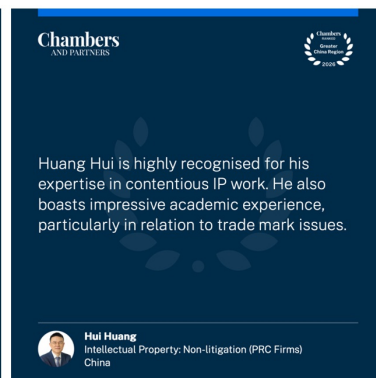 Chambers
AND PARTNERS
Chambers
RANKED
Greater
China Region
2026
Huang Hui is highly recognised for his
expertise in contentious IP work. He also
boasts impressive academic experience,
particularly in relation to trade mark issues.
Hui Huang
Intellectual Property: Non-litigation (PRC Firms)
China